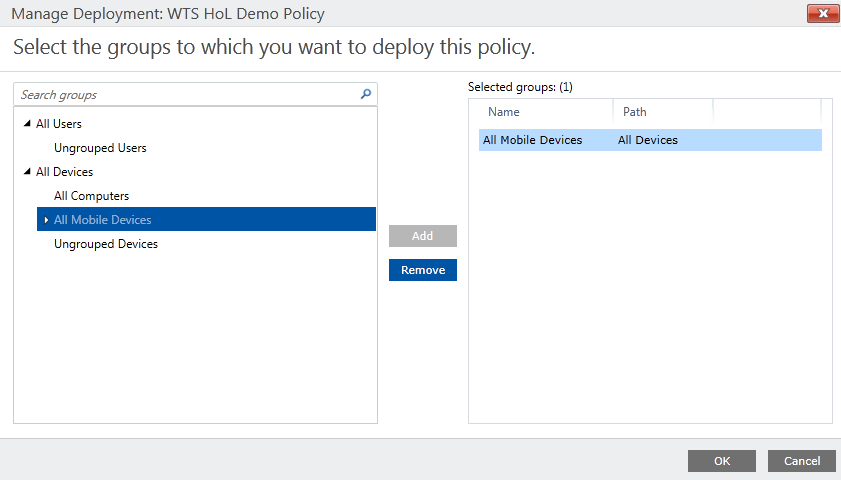 Manage Deployment: WTS HoL Demo Policy
Select the groups to which you want to deploy this policy.
Search groups
All Users
Ungrouped Users
All Devices
All Computers
All Mobile Devices
Ungrouped Devices
Add
Remove
Selected groups: (1)
Name Path
All Mobile Devices All Devices
OK Cancel